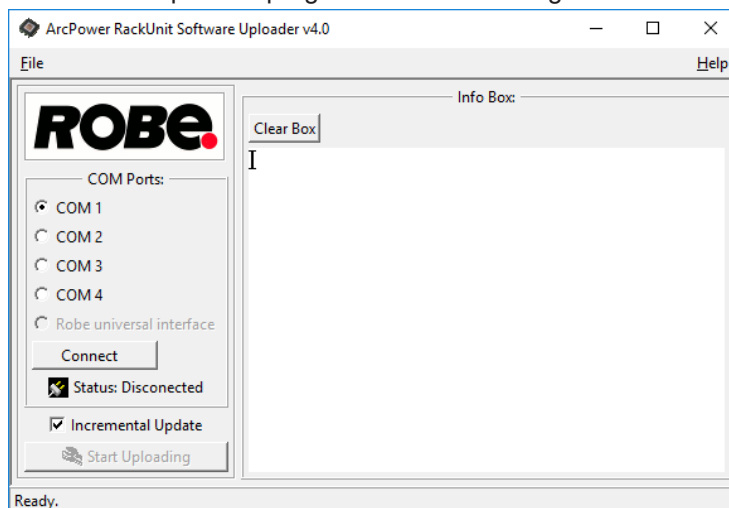 ArcPower RackUnit Software Uploader v4.0
File Help
ROBe.
COM Ports:
COM 1
COM 2
COM 3
COM 4
Robe universal interface
Connect
Status: Disconected
Incremental Update
Start Uploading
Info Box:
Clear Box
Ready.